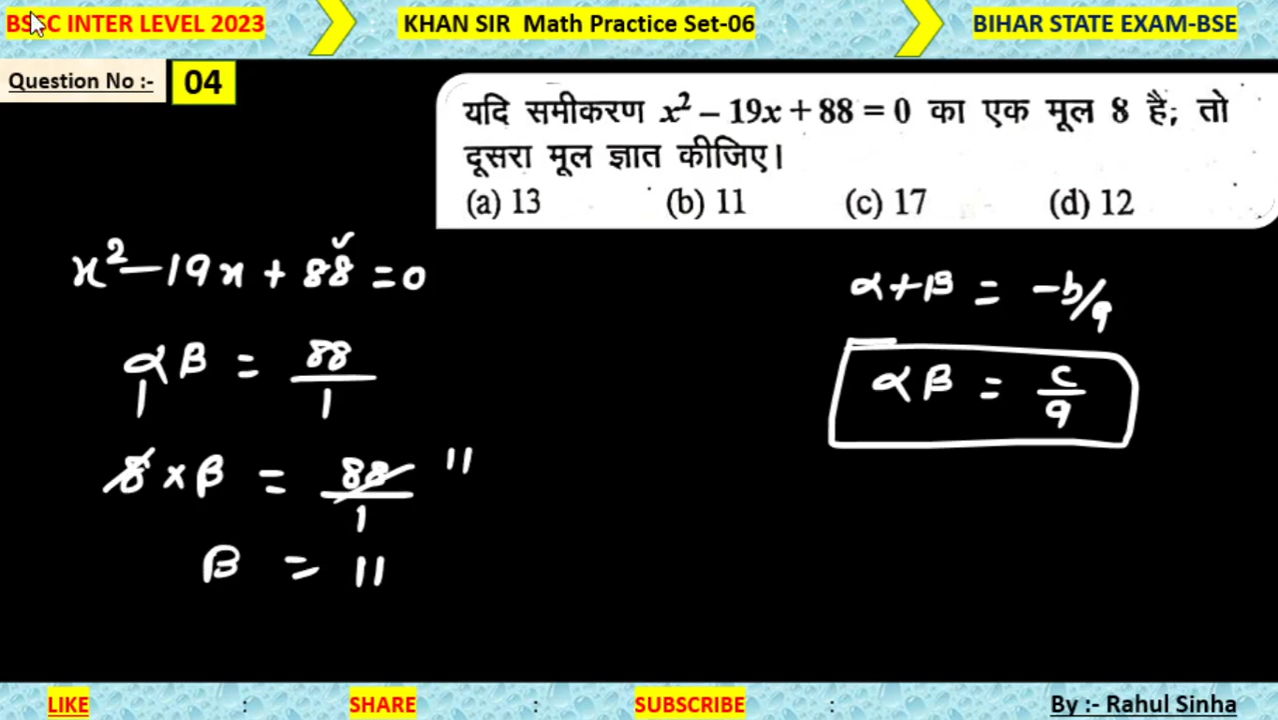 BSSC INTER LEVEL 2023
KHAN SIR Math Practice Set-06
BIHAR STATE EXAM-BSE
Question No :- 04
यदि समीकरण x² – 19x + 88 = 0 का एक मूल 8 है; तो
दूसरा मूल ज्ञात कीजिए।
(a) 13 (b) 11 (c) 17 (d) 12
x² – 19x + 88 = 0
αβ = 88/1
8 × β = 88/1 11
β = 11
α + β = -b/a
αβ = c/a
LIKE : SHARE : SUBSCRIBE : By :- Rahul Sinha